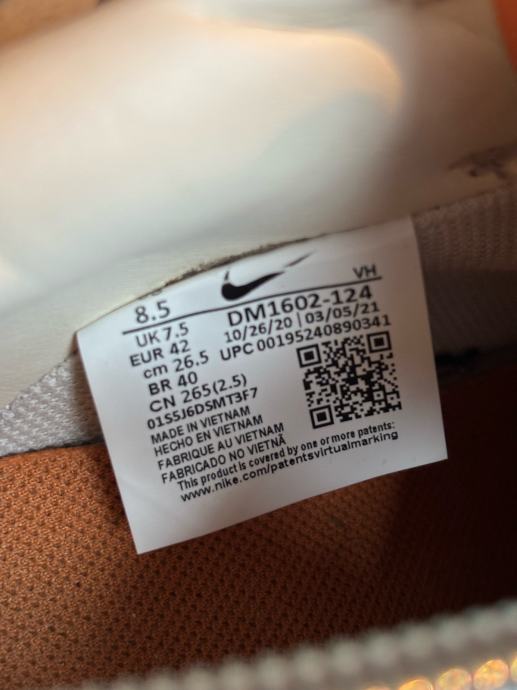 8.5 VH
UK 7.5 DM1602-124
EUR 42 10/26/20 | 03/05/21
cm 26.5 UPC 00195240890341
BR 40
CN 265(2.5)
01SSJ6DSMT3F7
MADE IN VIETNAM
HECHO EN VIETNAM
FABRIQUE AU VIETNAM
FABRICADO NO VIETNÃ
This product is covered by one or more patents:
www.nike.com/patentsvirtualmarking